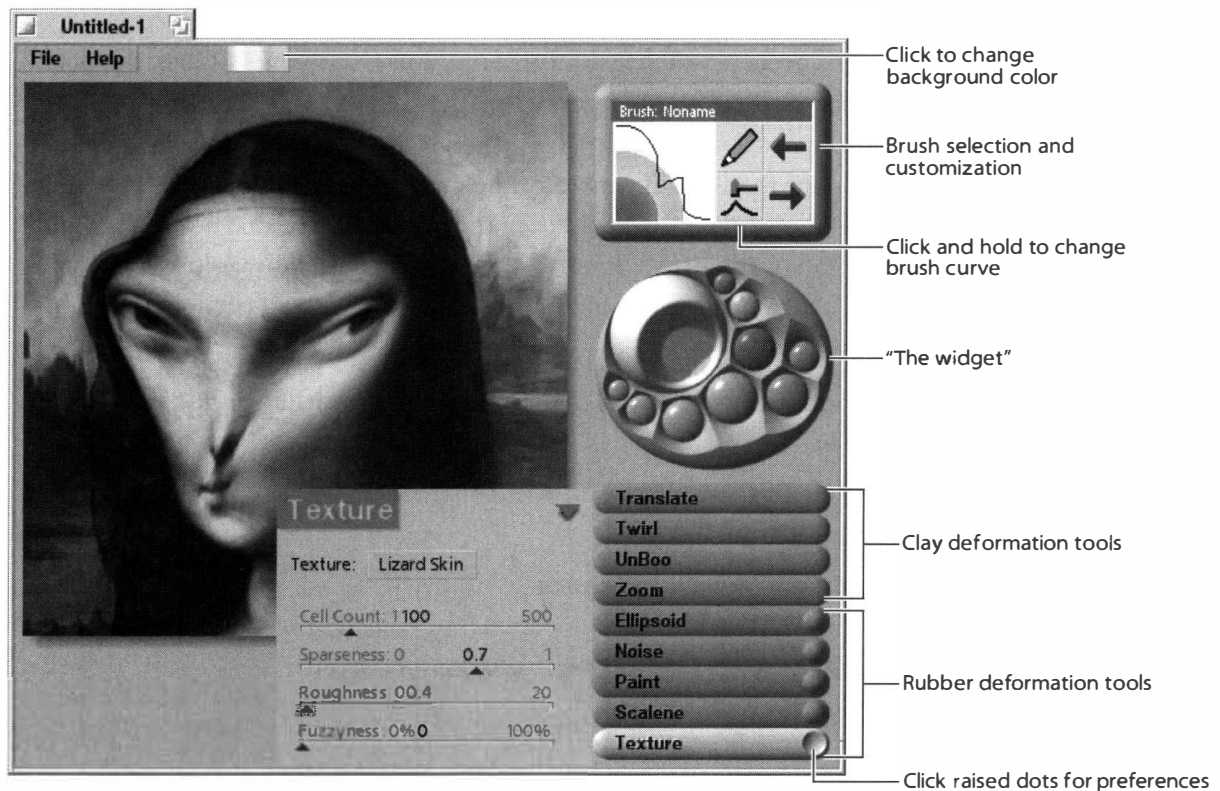 Untitled-1
File Help
Click to change
background color
Brush: Noname
Brush selection and
customization
Click and hold to change
brush curve
"The widget"
Translate
Twirl
UnBoo
Zoom
Clay deformation tools
Ellipsoid
Noise
Paint
Scalene
Texture
Rubber deformation tools
Click raised dots for preferences
Texture
Texture: Lizard Skin
Cell Count: 1 100 500
Sparseness: 0 0.7 1
Roughness 0 0.4 20
Fuzzyness: 0% 0 100%